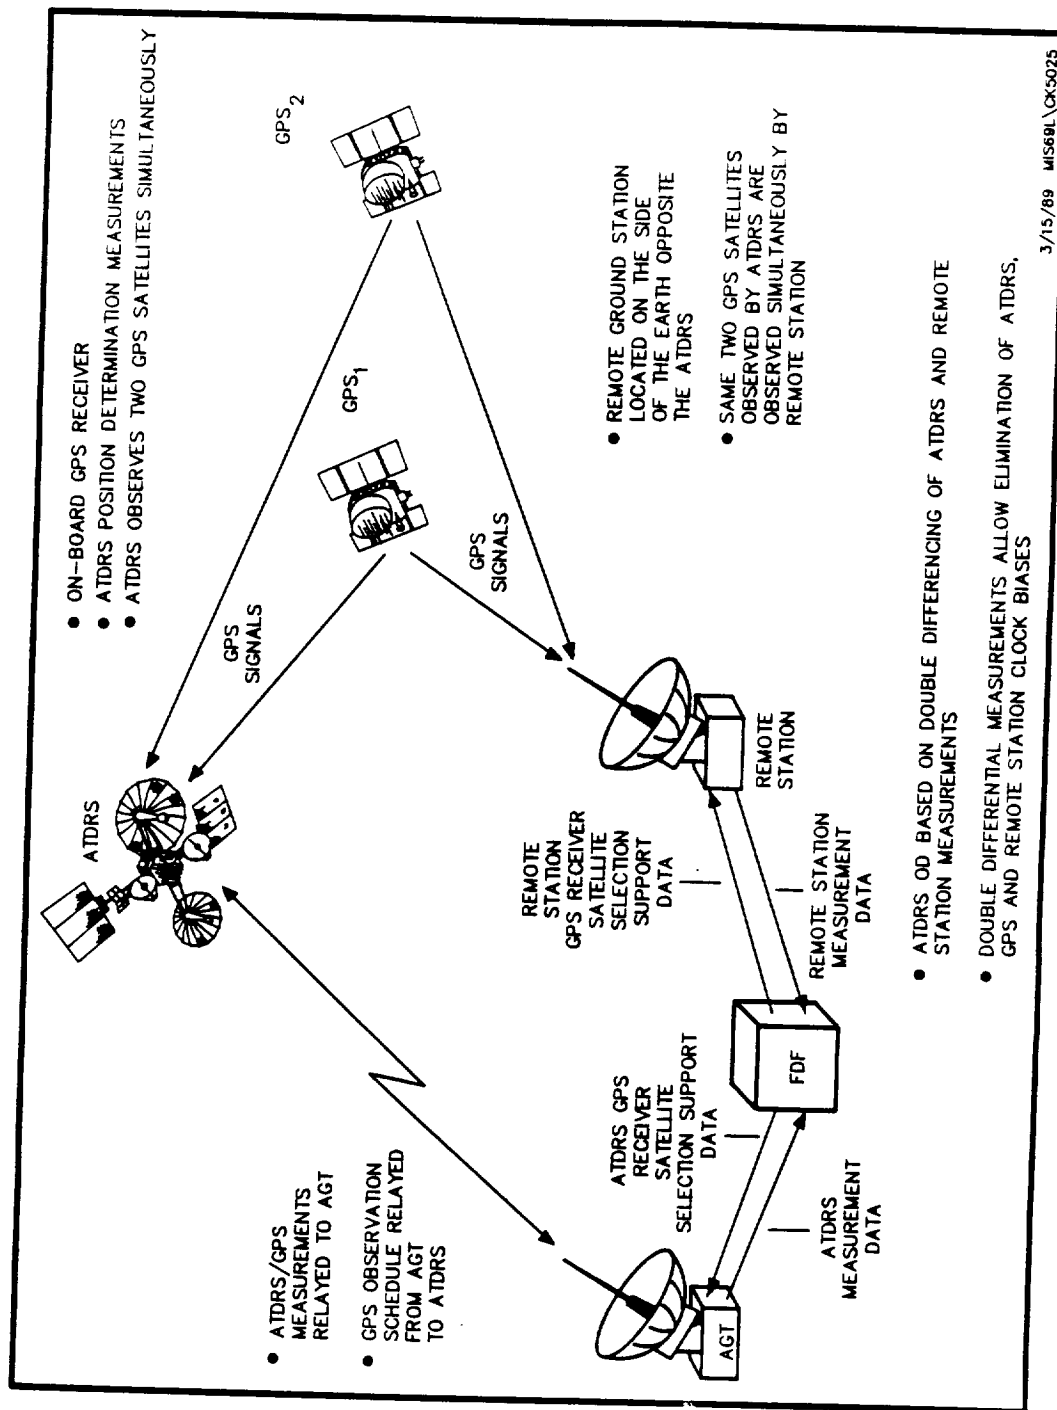 ● ON-BOARD GPS RECEIVER
● ATDRS POSITION DETERMINATION MEASUREMENTS
● ATDRS OBSERVES TWO GPS SATELLITES SIMULTANEOUSLY
ATDRS
GPS
SIGNALS
GPS₁
GPS₂
● ATDRS/GPS
MEASUREMENTS
RELAYED TO AGT
● GPS OBSERVATION
SCHEDULE RELAYED
FROM AGT
TO ATDRS
GPS
SIGNALS
● REMOTE GROUND STATION
LOCATED ON THE SIDE
OF THE EARTH OPPOSITE
THE ATDRS
● SAME TWO GPS SATELLITES
OBSERVED BY ATDRS ARE
OBSERVED SIMULTANEOUSLY BY
REMOTE STATION
REMOTE
STATION
GPS RECEIVER
SATELLITE
SELECTION
SUPPORT
DATA
ATDRS GPS
RECEIVER
SATELLITE
SELECTION SUPPORT
DATA
AGT
FDF
REMOTE
STATION
ATDRS
MEASUREMENT
DATA
REMOTE STATION
MEASUREMENT
DATA
● ATDRS OD BASED ON DOUBLE DIFFERENCING OF ATDRS AND REMOTE
STATION MEASUREMENTS
● DOUBLE DIFFERENTIAL MEASUREMENTS ALLOW ELIMINATION OF ATDRS,
GPS AND REMOTE STATION CLOCK BIASES
3/15/89 MIS69L\CK5025